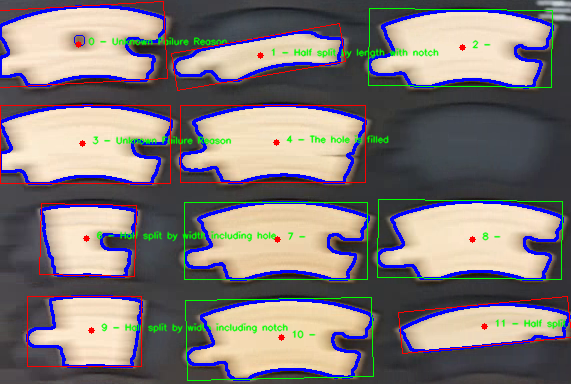 0 - Unknown Failure Reason
1 - Half split by length with notch
2 -
3 - Unknown Failure Reason
4 - The hole is filled
6 - Half split by width including hole
7 -
8 -
9 - Half split by width including notch
10 -
11 - Half spli